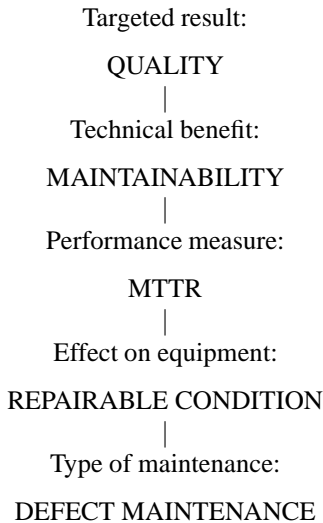 Targeted result:
QUALITY
Technical benefit:
MAINTAINABILITY
Performance measure:
MTTR
Effect on equipment:
REPAIRABLE CONDITION
Type of maintenance:
DEFECT MAINTENANCE